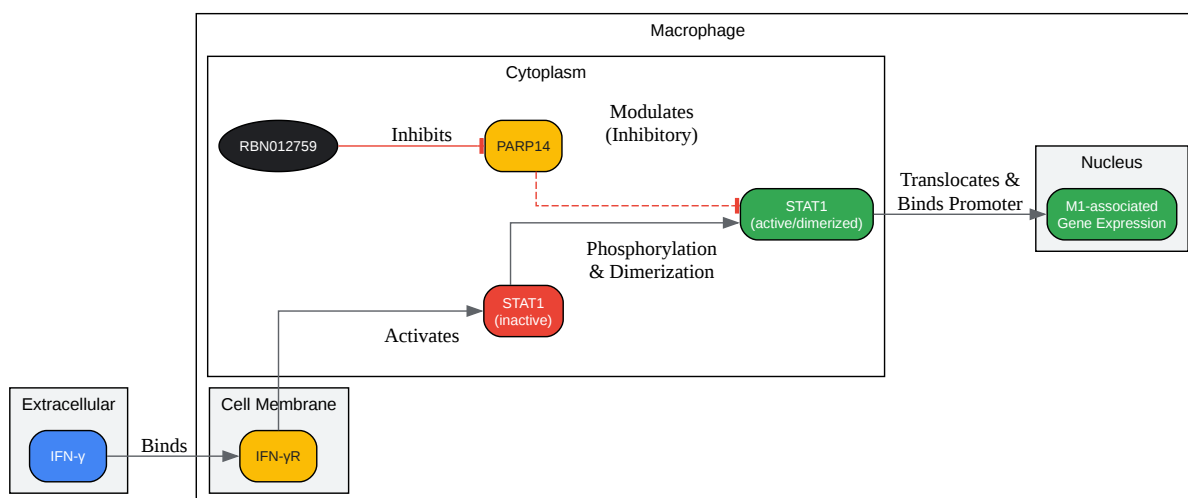 Macrophage
Cytoplasm
RBN012759
Inhibits
PARP14
Modulates
(Inhibitory)
STAT1
(active/dimerized)
Translocates &
Binds Promoter
Nucleus
M1-associated
Gene Expression
Phosphorylation
& Dimerization
STAT1
(inactive)
Activates
Extracellular
IFN-γ
Binds
Cell Membrane
IFN-γR